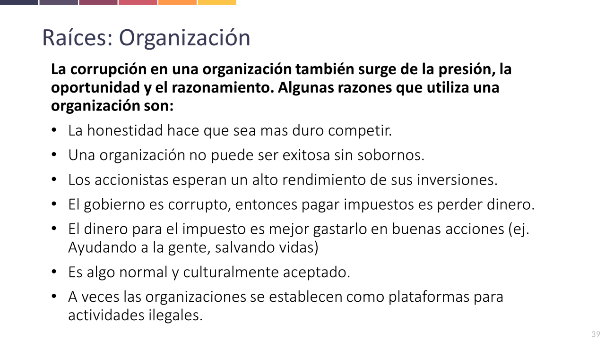 Raíces: Organización
La corrupción en una organización también surge de la presión, la
oportunidad y el razonamiento. Algunas razones que utiliza una
organización son:
• La honestidad hace que sea mas duro competir.
• Una organización no puede ser exitosa sin sobornos.
• Los accionistas esperan un alto rendimiento de sus inversiones.
• El gobierno es corrupto, entonces pagar impuestos es perder dinero.
• El dinero para el impuesto es mejor gastarlo en buenas acciones (ej.
Ayudando a la gente, salvando vidas)
• Es algo normal y culturalmente aceptado.
• A veces las organizaciones se establecen como plataformas para
actividades ilegales.
39